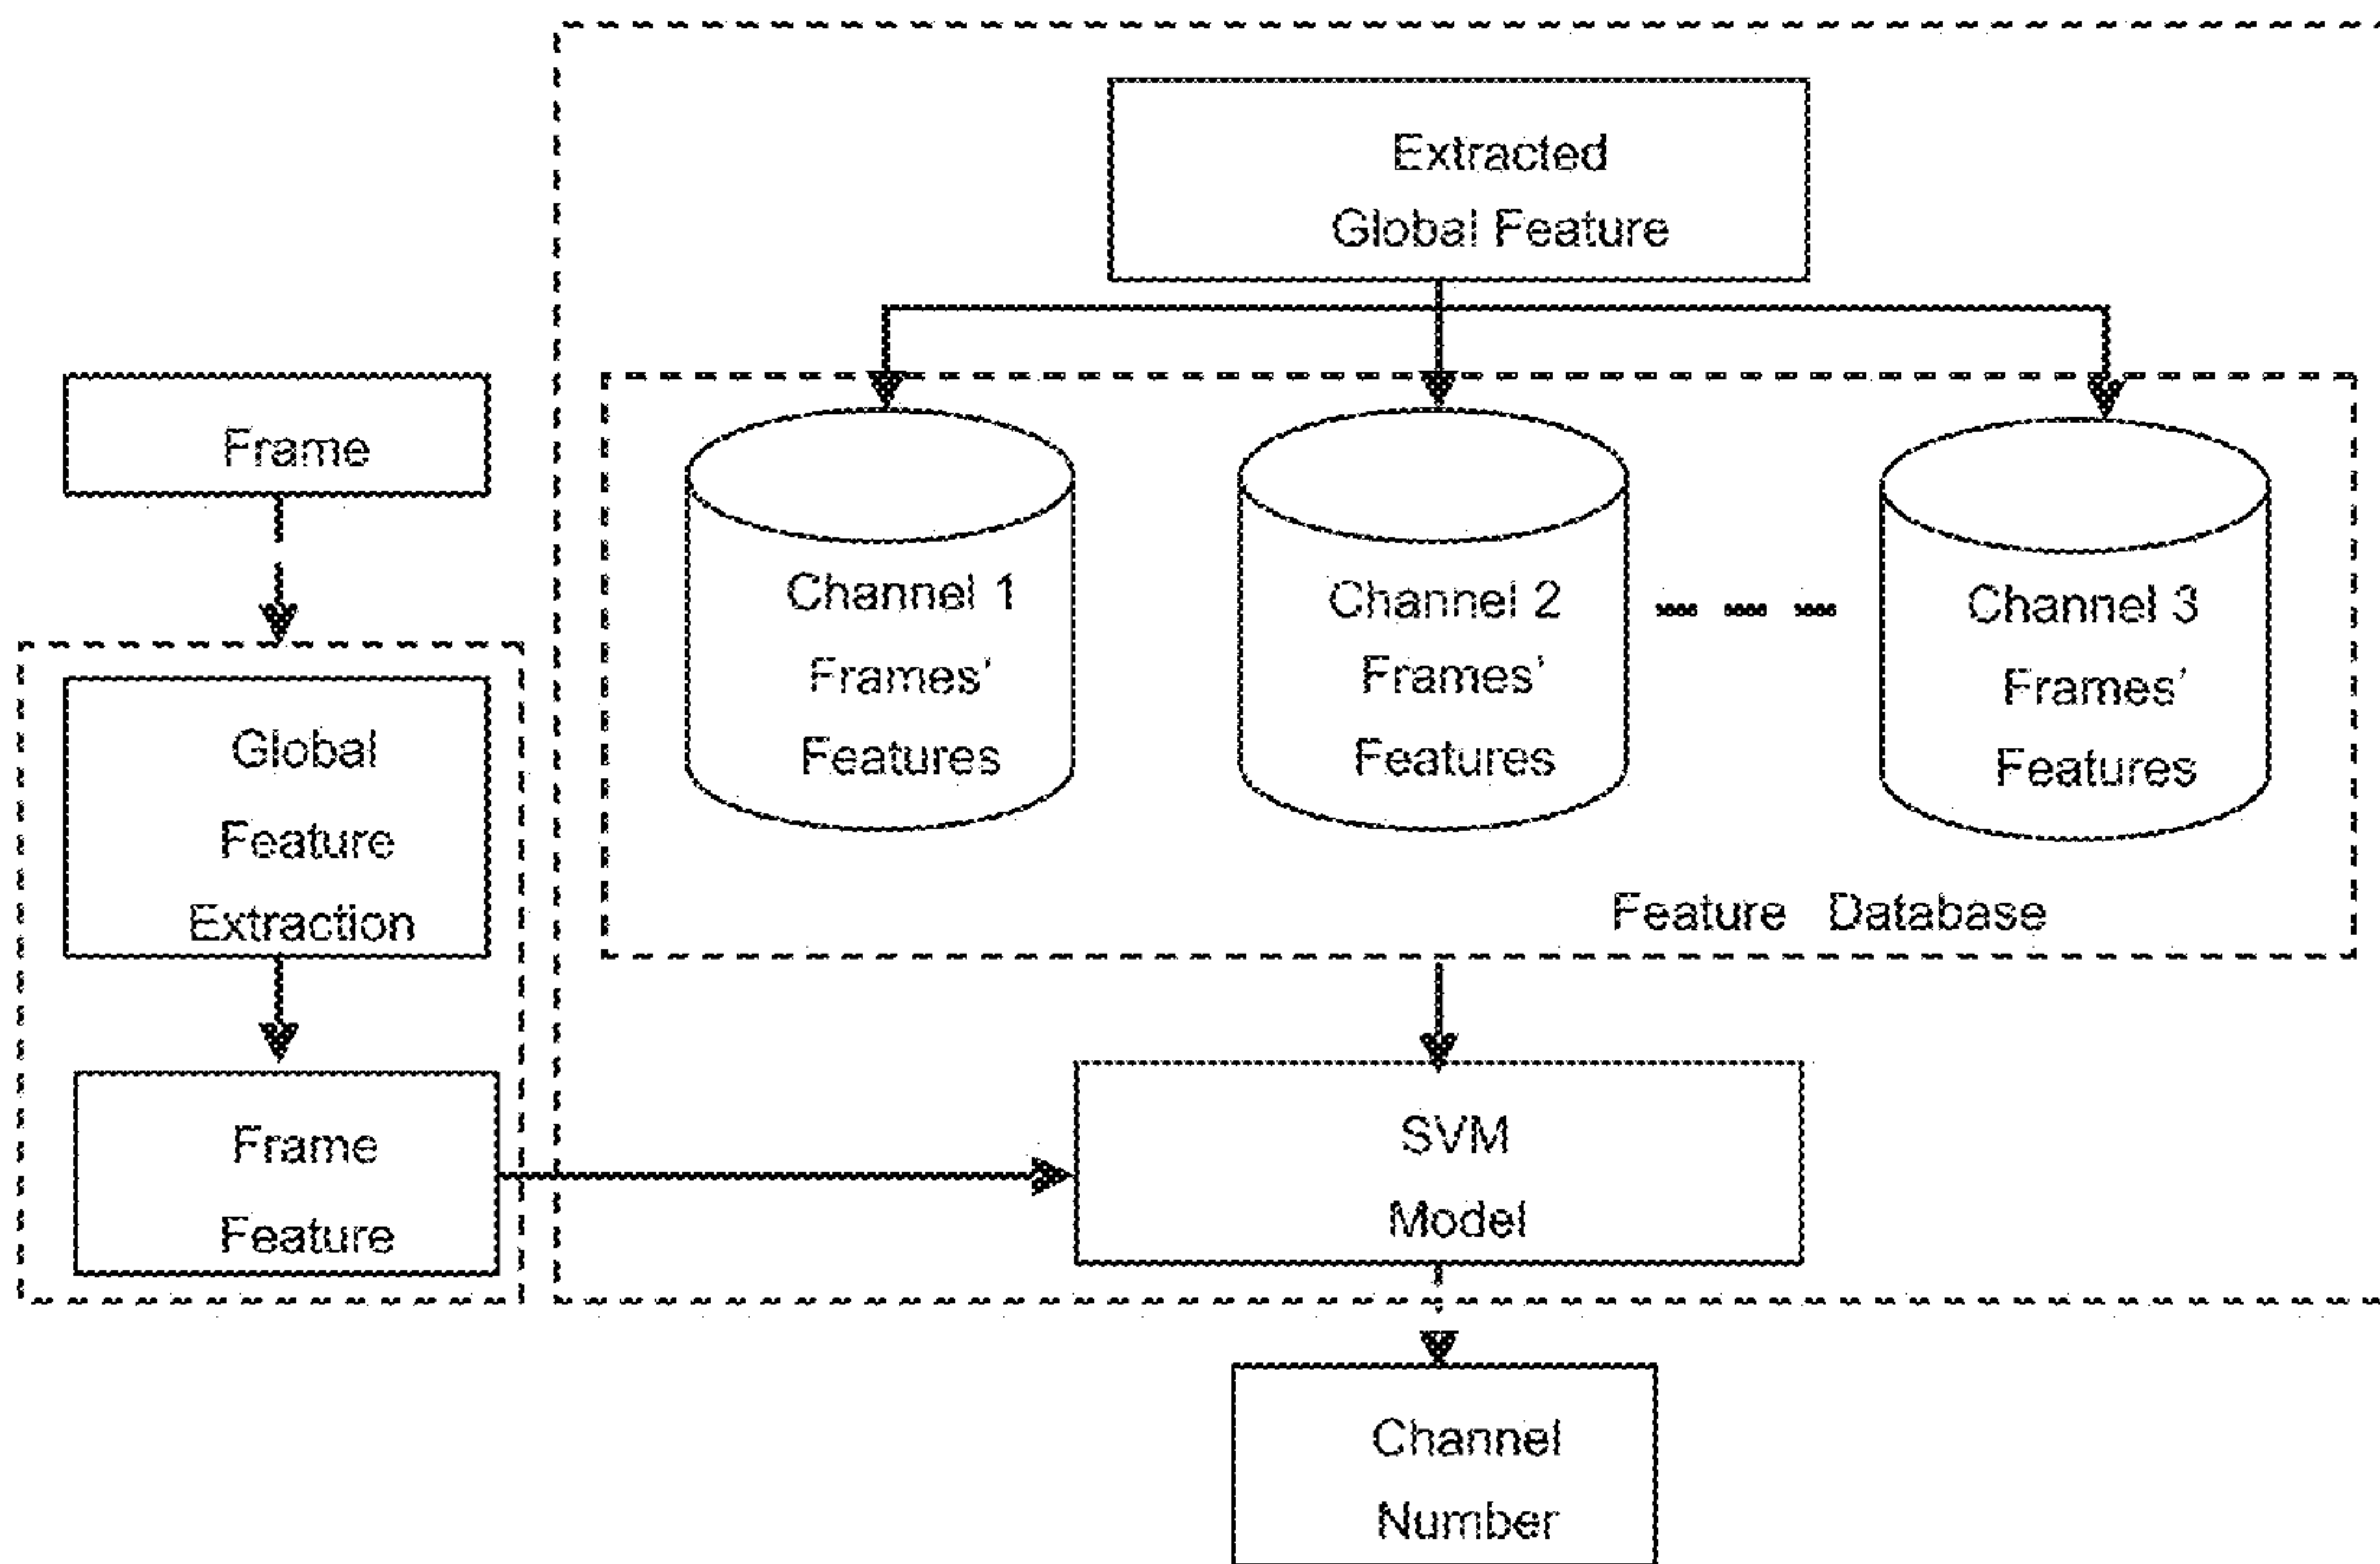 Extracted
Global Feature
Frame
Channel 1
Frames'
Features
Channel 2
Frames'
Features
Channel 3
Frames'
Features
Feature Database
Global
Feature
Extraction
Frame
Feature
SVM
Model
Channel
Number